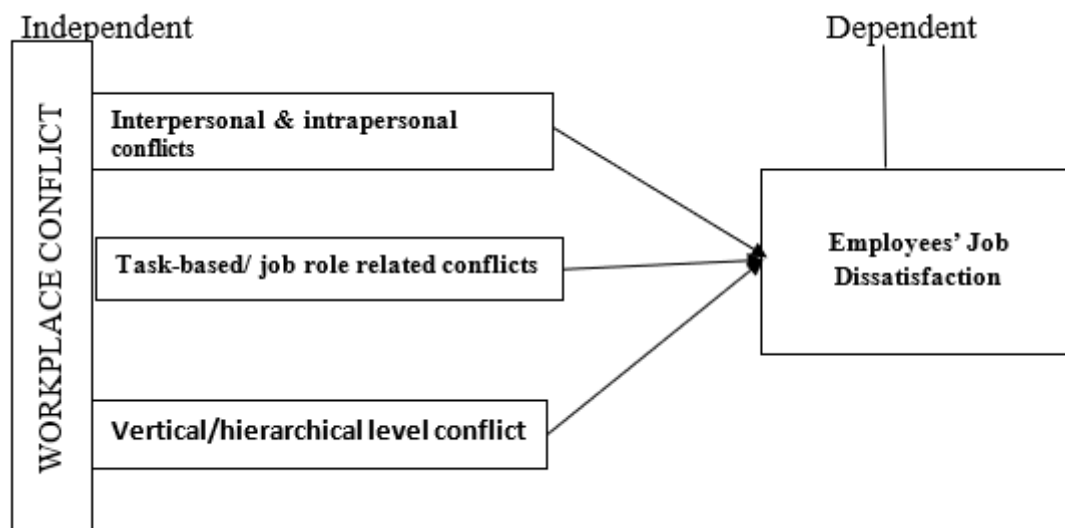 Independent
Dependent
WORKPLACE CONFLICT
Interpersonal & intrapersonal
conflicts
Task-based/ job role related conflicts
Vertical/hierarchical level conflict
Employees’ Job
Dissatisfaction